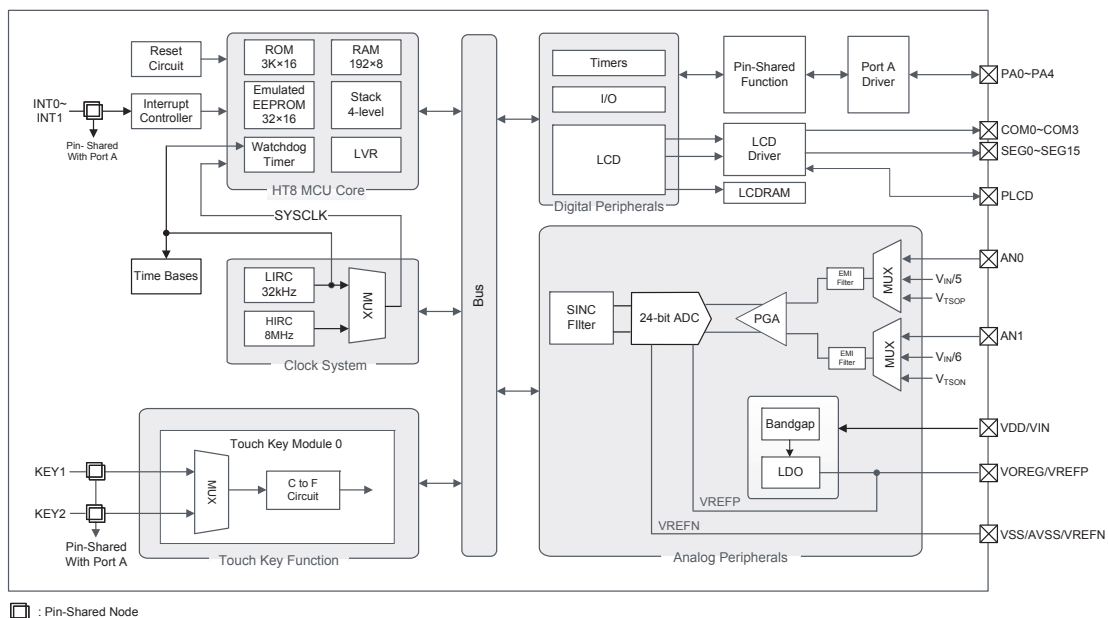 Reset
Circuit
INT0~
INT1
Pin- Shared
With Port A
Interrupt
Controller
ROM
3K×16
RAM
192×8
Emulated
EEPROM
32×16
Stack
4-level
Watchdog
Timer
LVR
HT8 MCU Core
SYSCLK
Time Bases
LIRC
32kHz
HIRC
8MHz
MUX
Clock System
KEY1
KEY2
Pin-Shared
With Port A
Touch Key Module 0
MUX
C to F
Circuit
Touch Key Function
Bus
Timers
I/O
LCD
Digital Peripherals
Pin-Shared
Function
Port A
Driver
LCD
Driver
LCDRAM
PA0~PA4
COM0~COM3
SEG0~SEG15
PLCD
SINC
FIlter
24-bit ADC
PGA
EMI
Filter
MUX
AN0
VIN/5
VTSOP
EMI
Filter
MUX
AN1
VIN/6
VTSON
Bandgap
LDO
VDD/VIN
VOREG/VREFP
VREFP
VREFN
VSS/AVSS/VREFN
Analog Peripherals
: Pin-Shared Node